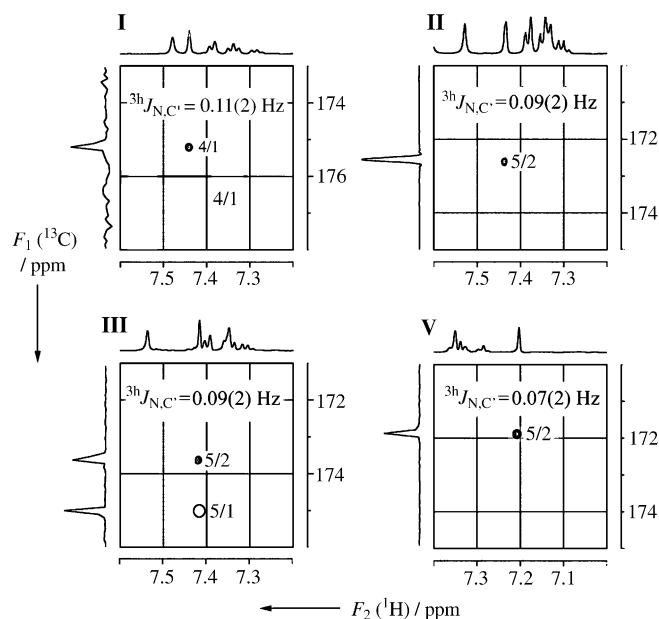 I
³ʰJN,C' = 0.11(2) Hz
4/1
4/1
174
176
7.5 7.4 7.3
II
³ʰJN,C' = 0.09(2) Hz
5/2
172
174
7.5 7.4 7.3
F₁ (¹³C)
/ ppm
III
³ʰJN,C' = 0.09(2) Hz
5/2
5/1
172
174
7.5 7.4 7.3
V
³ʰJN,C' = 0.07(2) Hz
5/2
172
174
7.3 7.2 7.1
F₂ (¹H) / ppm